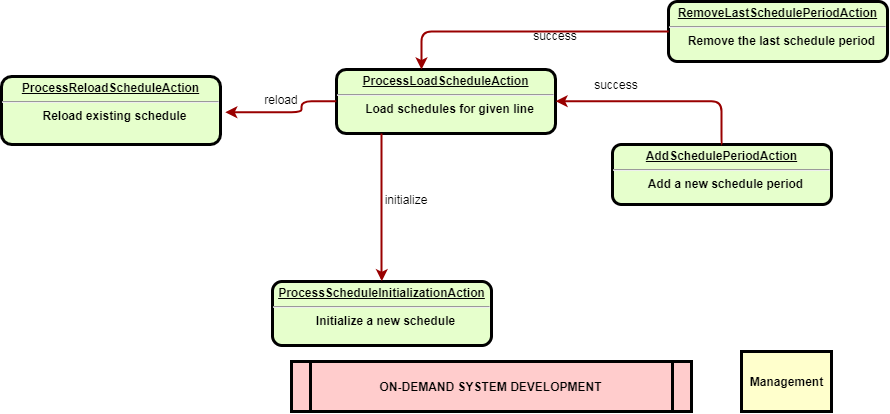 RemoveLastSchedulePeriodAction
Remove the last schedule period
success
ProcessReloadScheduleAction
Reload existing schedule
reload
ProcessLoadScheduleAction
Load schedules for given line
success
AddSchedulePeriodAction
Add a new schedule period
initialize
ProcessScheduleInitializationAction
Initialize a new schedule
ON-DEMAND SYSTEM DEVELOPMENT
Management